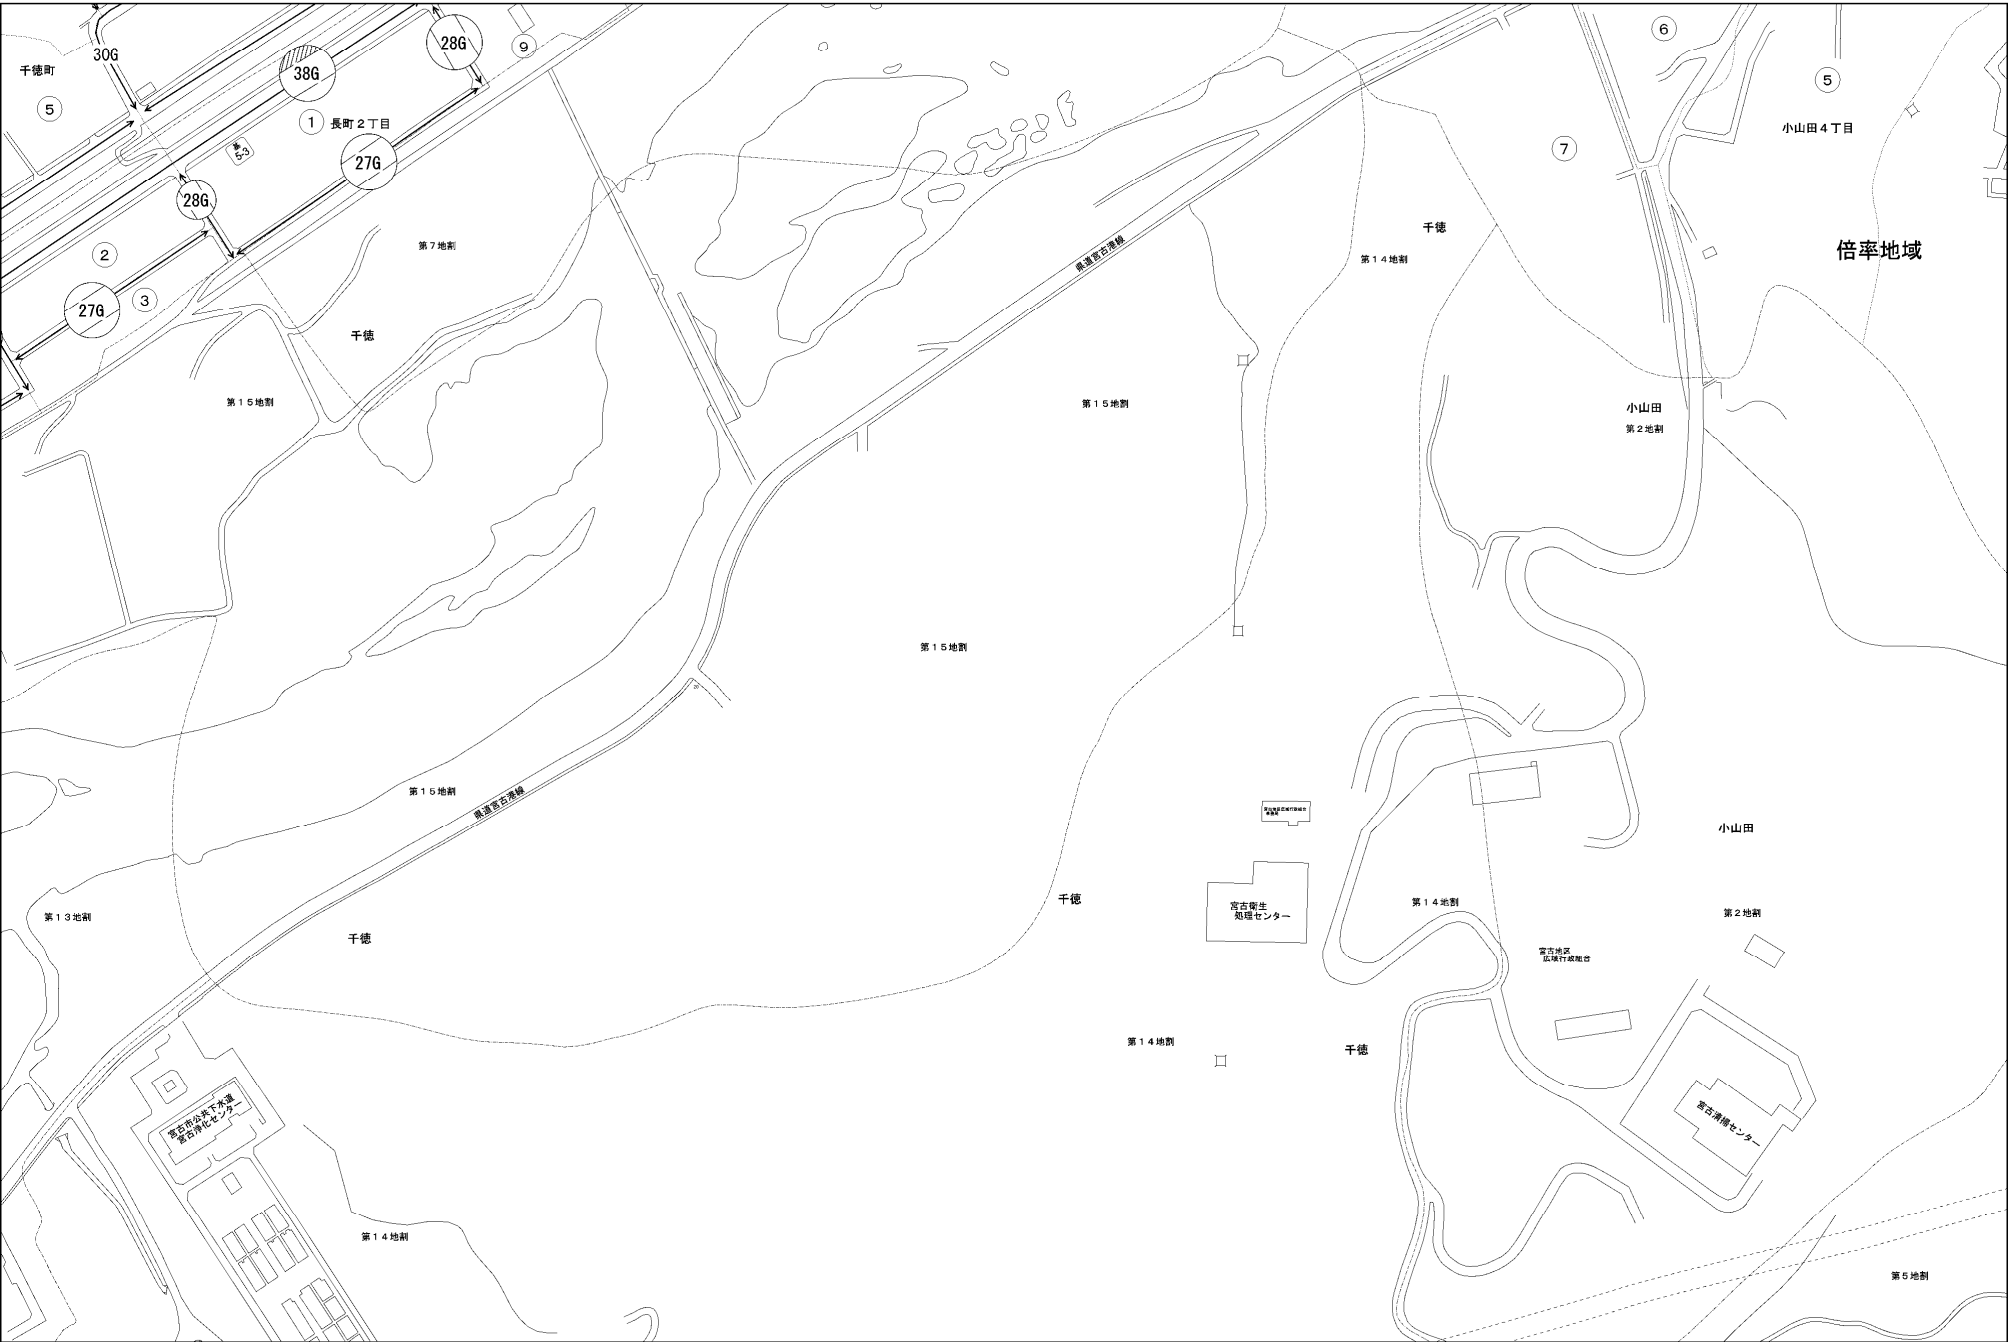 30G
28G
38G
⑨
⑥
千徳町
⑤
⑤
① 長町2丁目
小山田4丁目
⑦
基
5-3
27G
28G
千徳
倍率地域
第7地割
②
県道宮古港線
第14地割
③
27G
千徳
第15地割
第15地割
小山田
第2地割
第15地割
第15地割
県道宮古港線
小山田
千徳
第14地割
宮古衛生
処理センター
第13地割
第2地割
千徳
宮古地区
広域行政組合
第14地割
千徳
宮古市公共下水道
宮古浄化センター
宮古清掃センター
第14地割
第5地割